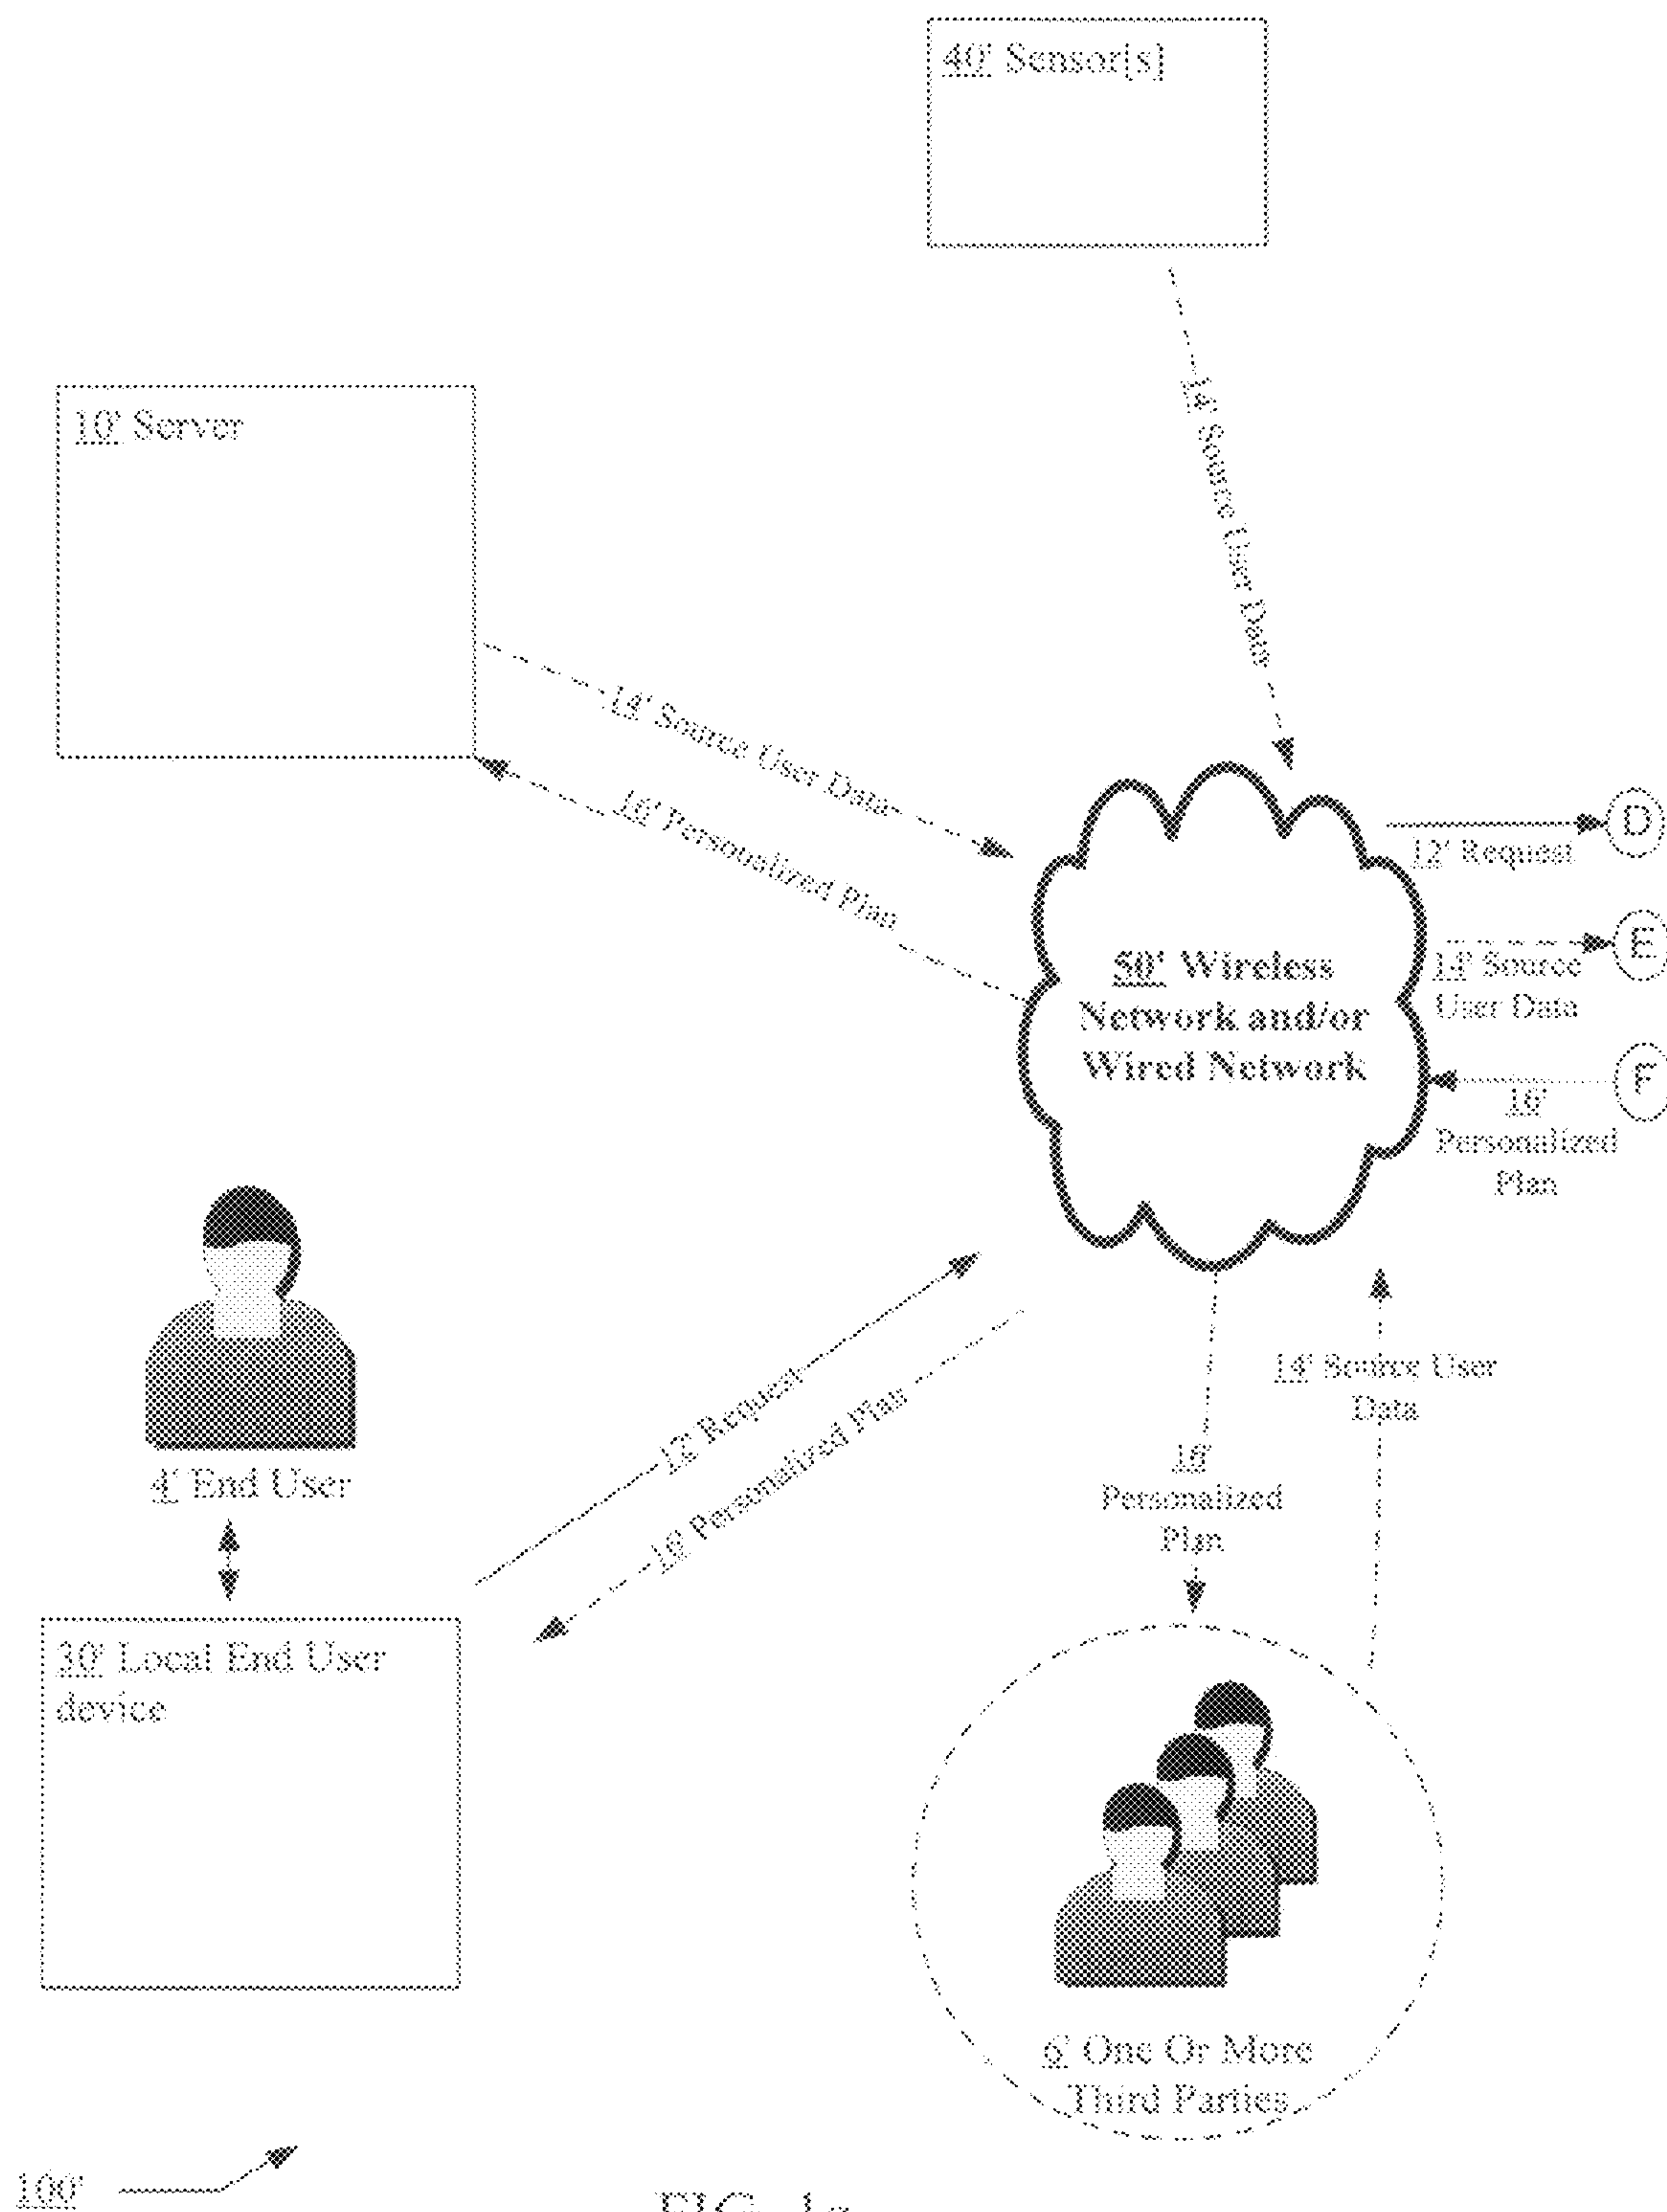 40' Sensor[s]
10' Server
14' Source User Data
14' Source User Data
16' Personalized Plan
D
12' Request
E
14' Source
User Data
F
16'
Personalized
Plan
50' Wireless
Network and/or
Wired Network
4' End User
12' Request
16' Personalized Plan
14' Source User
Data
16'
Personalized
Plan
30' Local End User
device
6' One Or More
Third Parties
100'